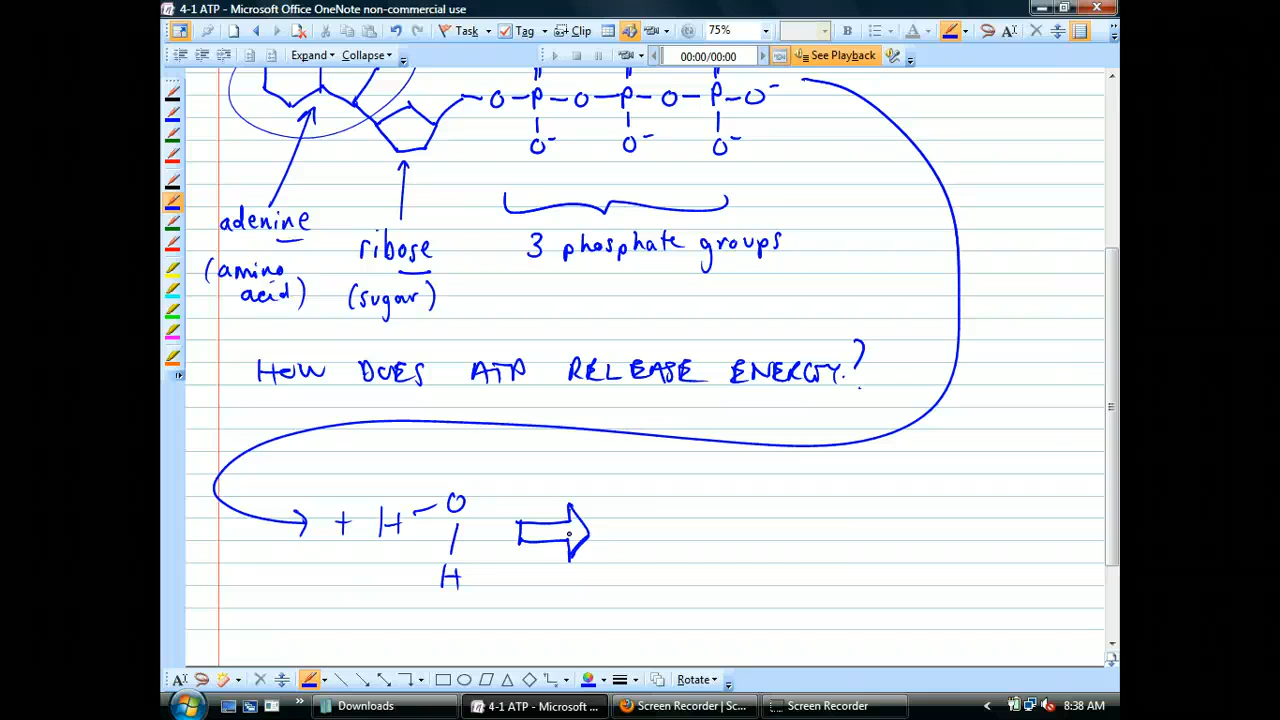 4-1 ATP - Microsoft Office OneNote non-commercial use
Task Tag Clip 75% B A
Expand Collapse 00:00/00:00 See Playback
O P O P O P O-
O- O- O-
adenine
(amino
acid)
ribose
(sugar)
3 phosphate groups
HOW DOES ATP RELEASE ENERGY?
+ H O
H
Rotate
Downloads 4-1 ATP - Microsoft ... Screen Recorder | Sc... Screen Recorder 8:38 AM